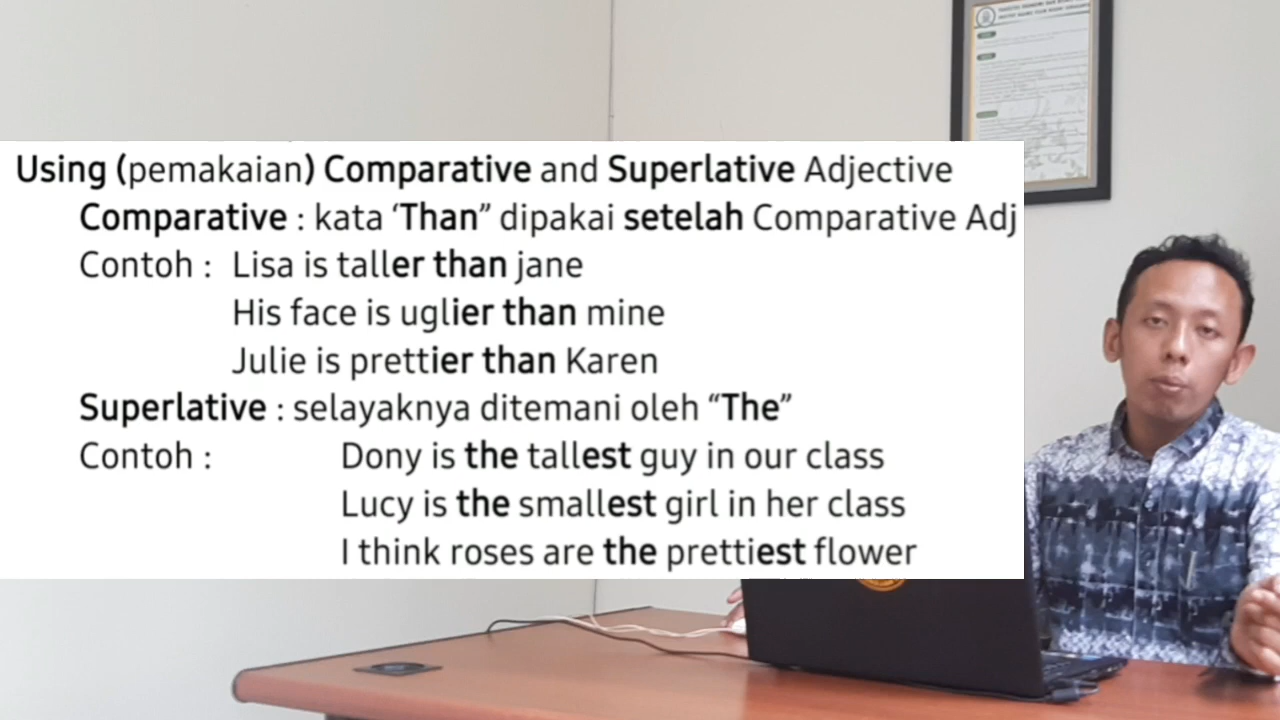 Using (pemakaian) Comparative and Superlative Adjective
Comparative : kata ‘Than” dipakai setelah Comparative Adj
Contoh : Lisa is taller than jane
His face is uglier than mine
Julie is prettier than Karen
Superlative : selayaknya ditemani oleh “The”
Contoh : Dony is the tallest guy in our class
Lucy is the smallest girl in her class
I think roses are the prettiest flower